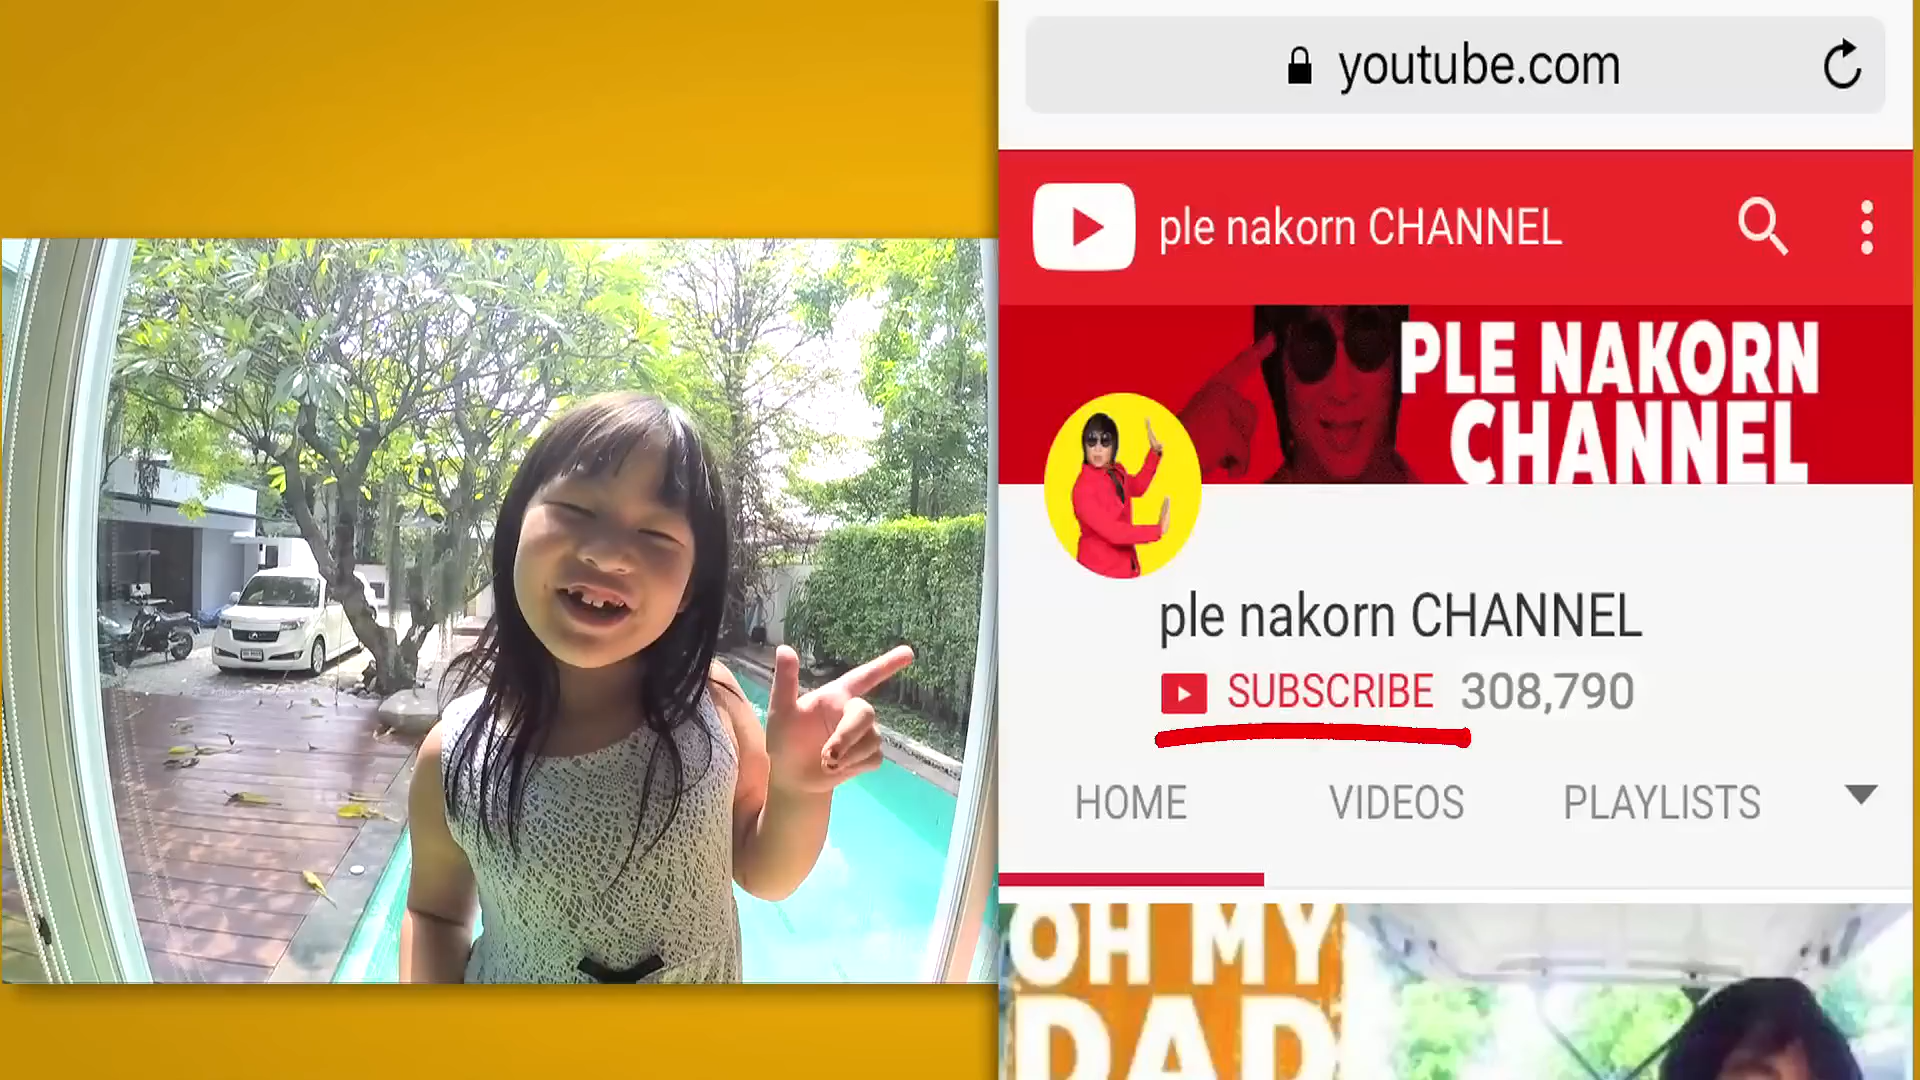 youtube.com
ple nakorn CHANNEL
PLE NAKORN
CHANNEL
ple nakorn CHANNEL
SUBSCRIBE 308,790
HOME VIDEOS PLAYLISTS
OH MY
DAD